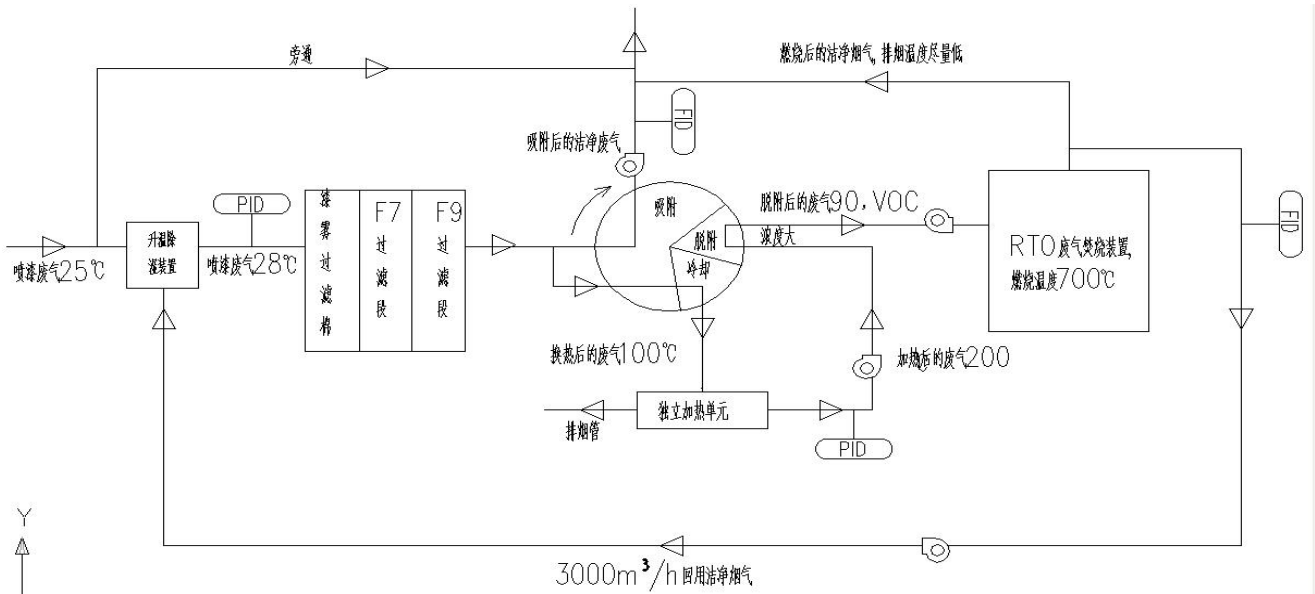 旁通
燃烧后的洁净烟气,排烟温度尽量低
FID
吸附后的洁净废气
PID
漆雾过滤棉
F7过滤段
F9过滤段
吸附
脱附后的废气90,VOC
浓度大
脱附
冷却
升温除
湿装置
喷漆废气25℃
喷漆废气28℃
RTO废气焚烧装置,
燃烧温度700℃
FID
换热后的废气100℃
加热后的废气200
独立加热单元
排烟管
PID
Y
3000m³/h回用洁净烟气